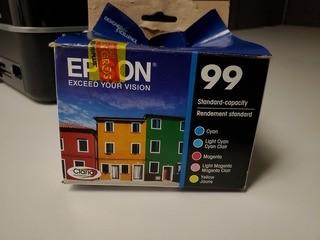 EPSON
EXCEED YOUR VISION
99
Standard-capacity
Rendement standard
Cyan
Light Cyan
Cyan Clair
Magenta
Light Magenta
Magenta Clair
Yellow
Jaune
Claria